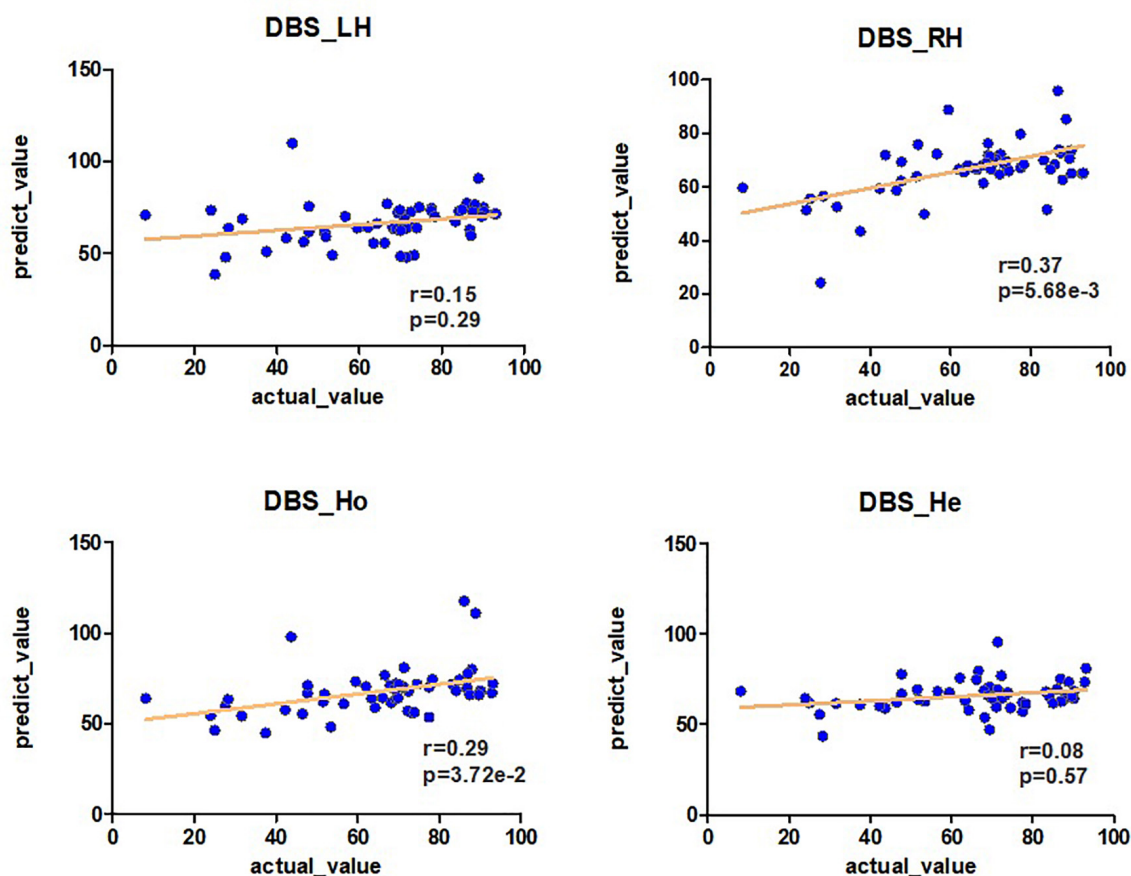 DBS_LH
150
100
50
0
predict_value
0 20 40 60 80 100
actual_value
r=0.15
p=0.29
DBS_RH
100
80
60
40
20
0
predict_value
0 20 40 60 80 100
actual_value
r=0.37
p=5.68e-3
DBS_Ho
150
100
50
0
predict_value
0 20 40 60 80 100
actual_value
r=0.29
p=3.72e-2
DBS_He
150
100
50
0
predict_value
0 20 40 60 80 100
actual_value
r=0.08
p=0.57